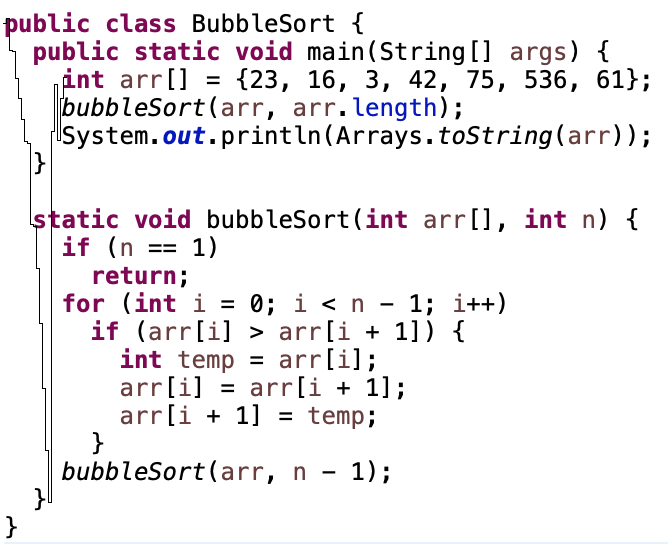 public class BubbleSort {
public static void main(String[] args) {
int arr[] = {23, 16, 3, 42, 75, 536, 61};
bubbleSort(arr, arr.length);
System.out.println(Arrays.toString(arr));
}
static void bubbleSort(int arr[], int n) {
if (n == 1)
return;
for (int i = 0; i < n - 1; i++)
if (arr[i] > arr[i + 1]) {
int temp = arr[i];
arr[i] = arr[i + 1];
arr[i + 1] = temp;
}
bubbleSort(arr, n - 1);
}
}